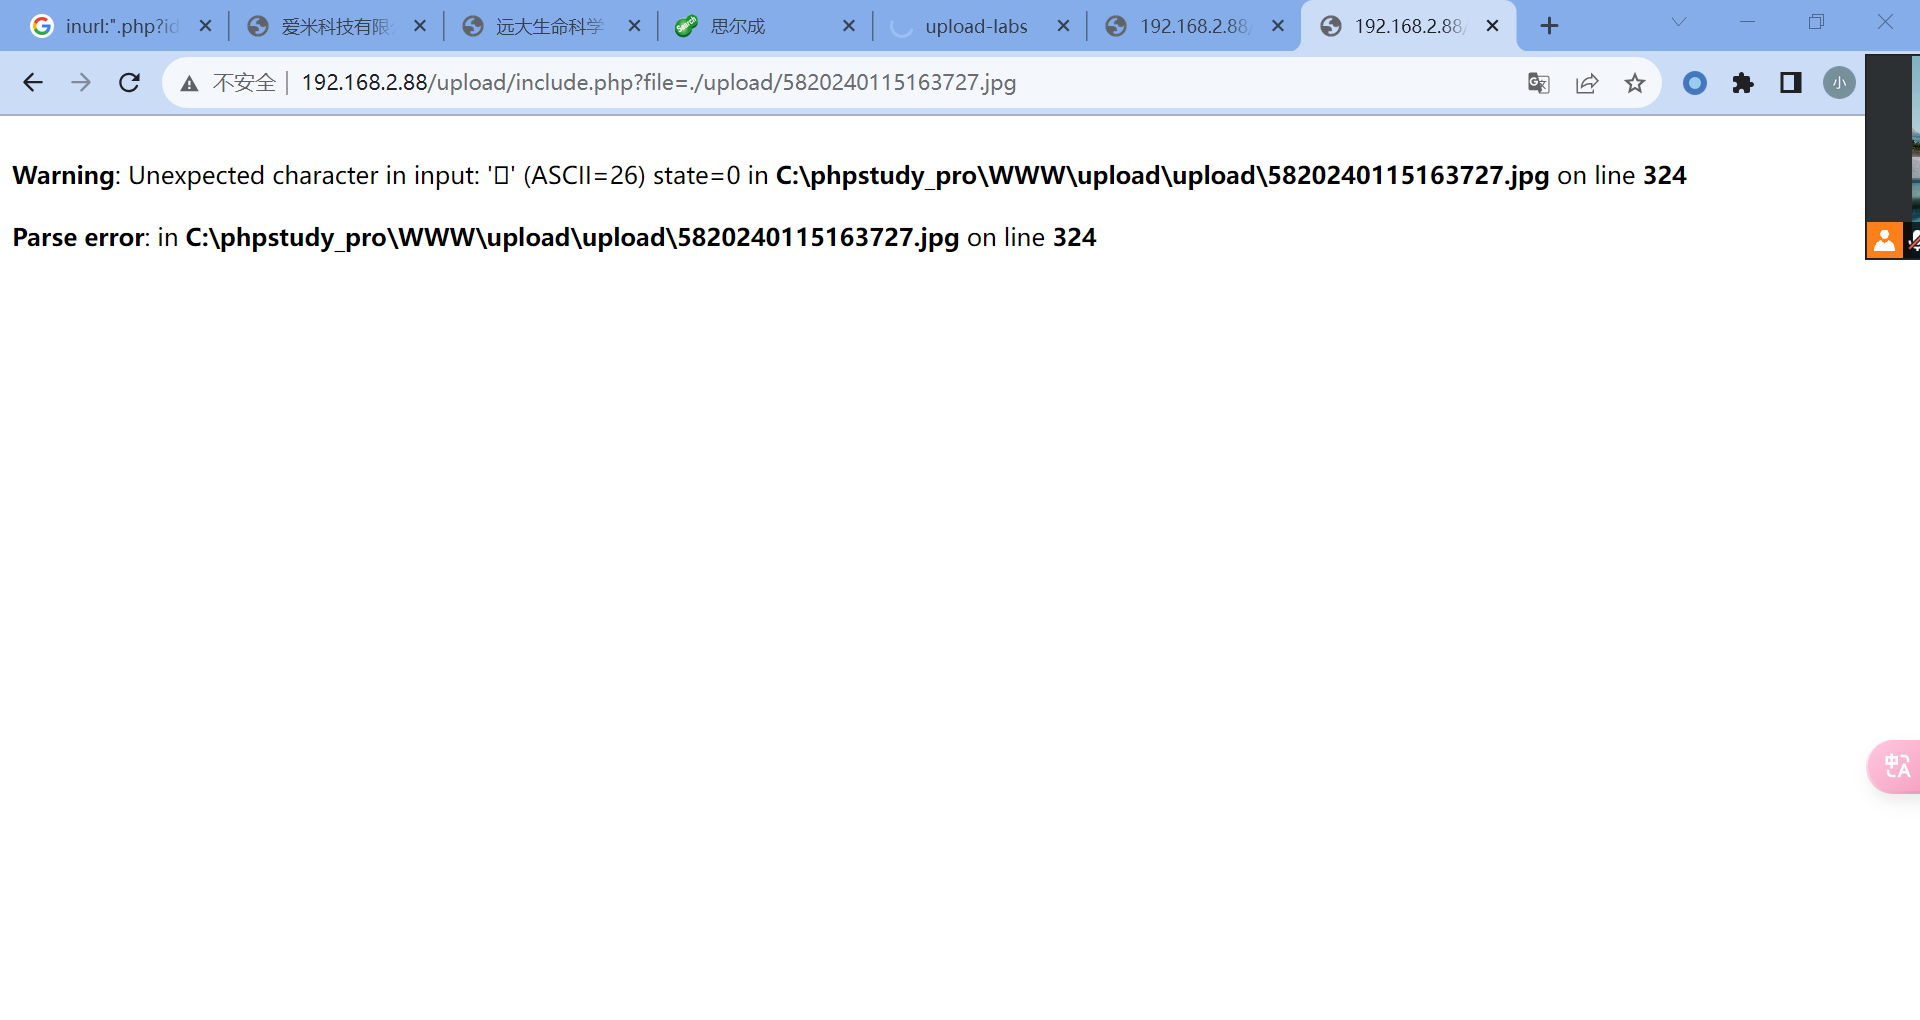 inurl:".php?id
爱米科技有限
远大生命科学
思尔成
upload-labs
192.168.2.88/
192.168.2.88/
不安全 | 192.168.2.88/upload/include.php?file=./upload/5820240115163727.jpg
小
Warning: Unexpected character in input: '' (ASCII=26) state=0 in C:\phpstudy_pro\WWW\upload\upload\5820240115163727.jpg on line 324
Parse error: in C:\phpstudy_pro\WWW\upload\upload\5820240115163727.jpg on line 324